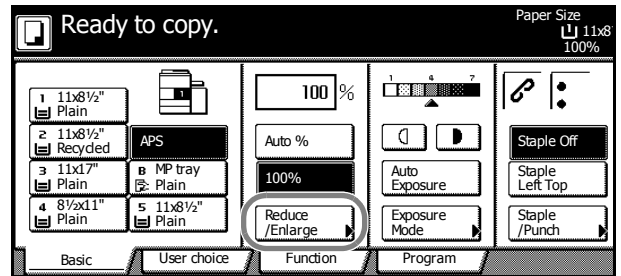 Ready to copy.
Paper Size
1 11x8
100%
1 11x8½"
Plain
2 11x8½"
Recycled
3 11x17"
Plain
4 8½x11"
Plain
1
APS
B MP tray
Plain
5 11x8½"
Plain
100 %
Auto %
100%
Reduce
/Enlarge
1 4 7
Auto
Exposure
Exposure
Mode
Staple Off
Staple
Left Top
Staple
/Punch
Basic
User choice
Function
Program